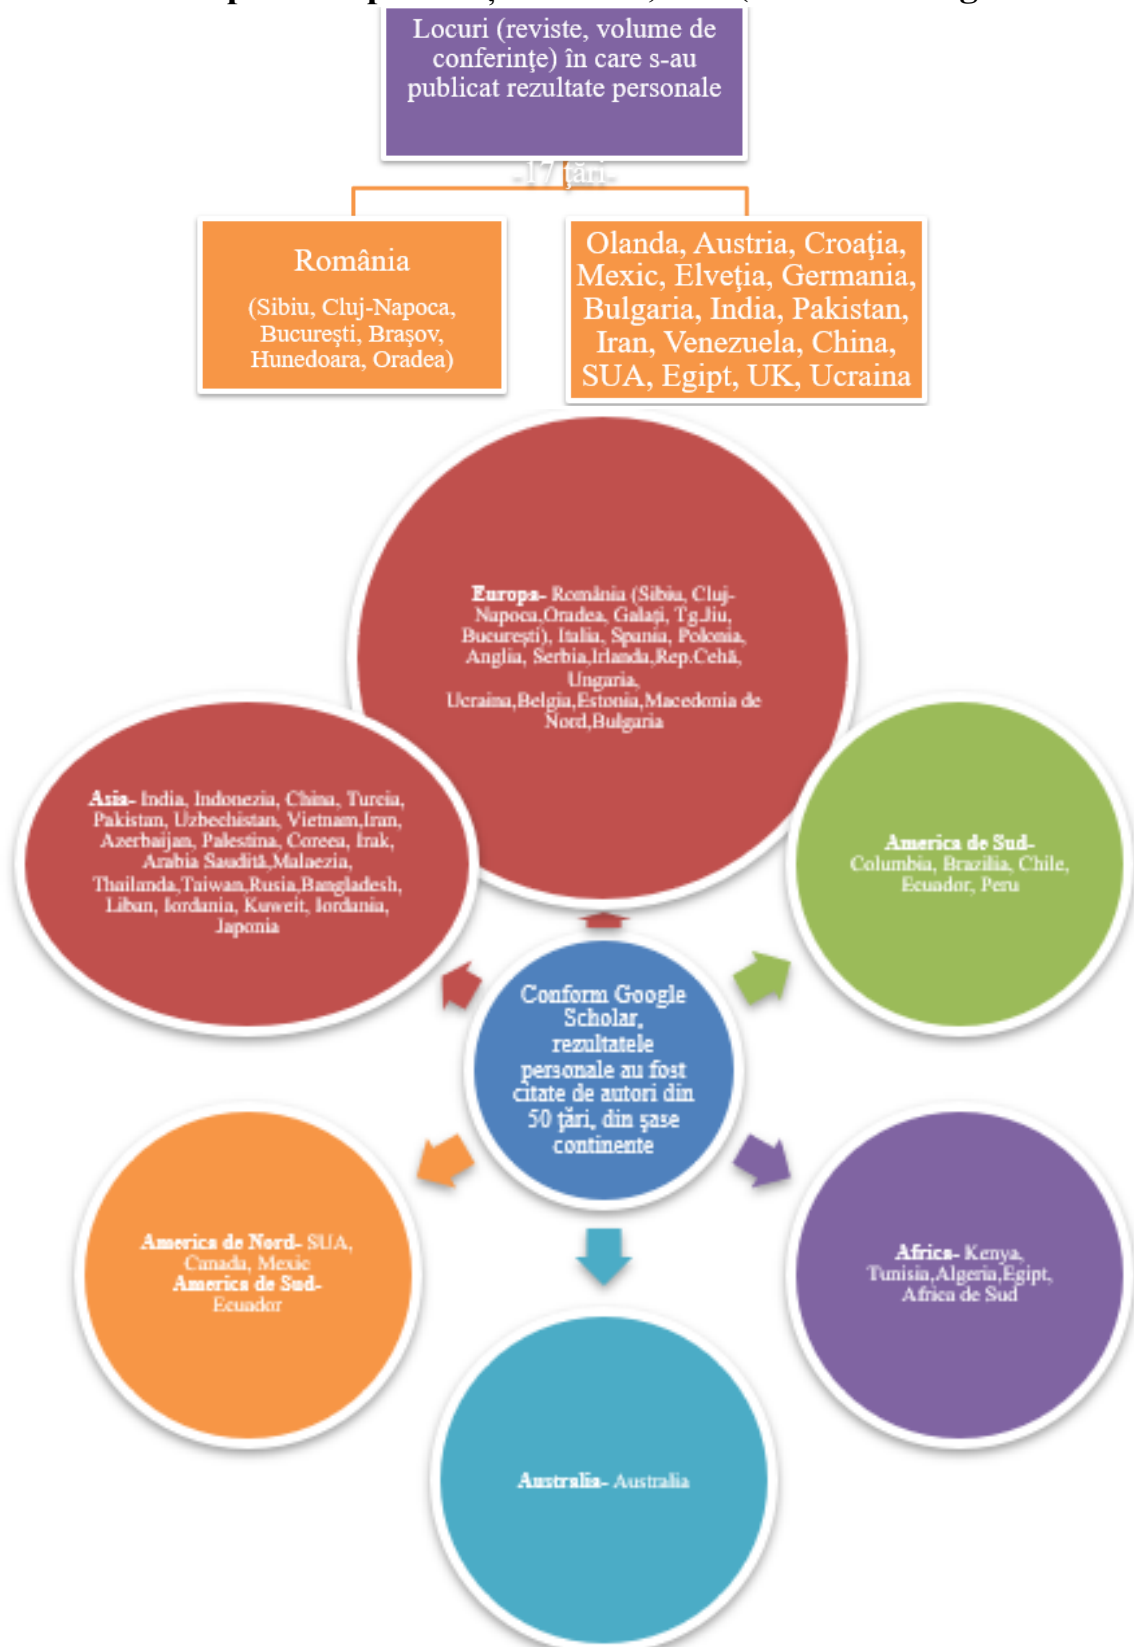 Locuri (reviste, volume de
conferinţe) în care s-au
publicat rezultate personale
-17 ţări-
România
(Sibiu, Cluj-Napoca,
Bucureşti, Braşov,
Hunedoara, Oradea)
Olanda, Austria, Croaţia,
Mexic, Elveţia, Germania,
Bulgaria, India, Pakistan,
Iran, Venezuela, China,
SUA, Egipt, UK, Ucraina
Europa- România (Sibiu, Cluj-
Napoca,Oradea, Galaţi, Tg.Jiu,
Bucureşti), Italia, Spania, Polonia,
Anglia, Serbia,Irlanda,Rep.Cehă,
Ungaria,
Ucraina,Belgia,Estonia,Macedonia de
Nord,Bulgaria
Asia- India, Indonezia, China, Turcia,
Pakistan, Uzbechistan, Vietnam,Iran,
Azerbaijan, Palestina, Coreea, Irak,
Arabia Saudită,Malaezia,
Thailanda,Taiwan,Rusia,Bangladesh,
Liban, Iordania, Kuweit, Iordania,
Japonia
America de Sud-
Columbia, Brazilia, Chile,
Ecuador, Peru
Conform Google
Scholar,
rezultatele
personale au fost
citate de autori din
50 ţări, din şase
continente
America de Nord- SUA,
Canada, Mexic
America de Sud-
Ecuador
Africa- Kenya,
Tunisia,Algeria,Egipt,
Africa de Sud
Australia- Australia